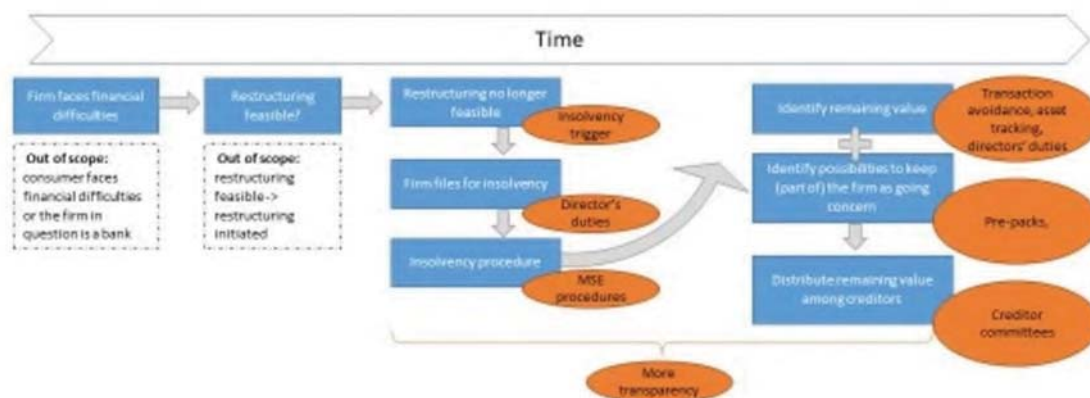 Time
Firm faces financial
difficulties
Out of scope:
consumer faces
financial difficulties
or the firm in
question is a bank
Restructuring
feasible?
Out of scope:
restructuring
feasible->
restructuring
initiated
Restructuring no longer
feasible
Insolvency
trigger
Firm files for insolvency
Director's
duties
Insolvency procedure
MSE
procedures
Identify remaining value
Transaction
avoidance, asset
tracking,
directors' duties
Identify possibilities to keep
(part of) the firm as going
concern
Pre-packs,
Distribute remaining value
among creditors
Creditor
committees
More
transparency